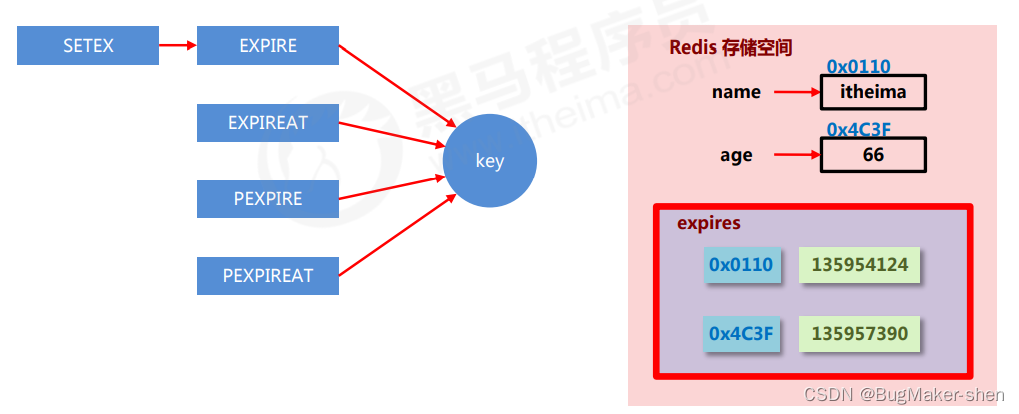 SETEX
EXPIRE
EXPIREAT
PEXPIRE
PEXPIREAT
key
Redis 存储空间
name
0x0110
itheima
age
0x4C3F
66
expires
0x0110 135954124
0x4C3F 135957390
黑马程序员
www.itheima.com
CSDN @BugMaker-shen